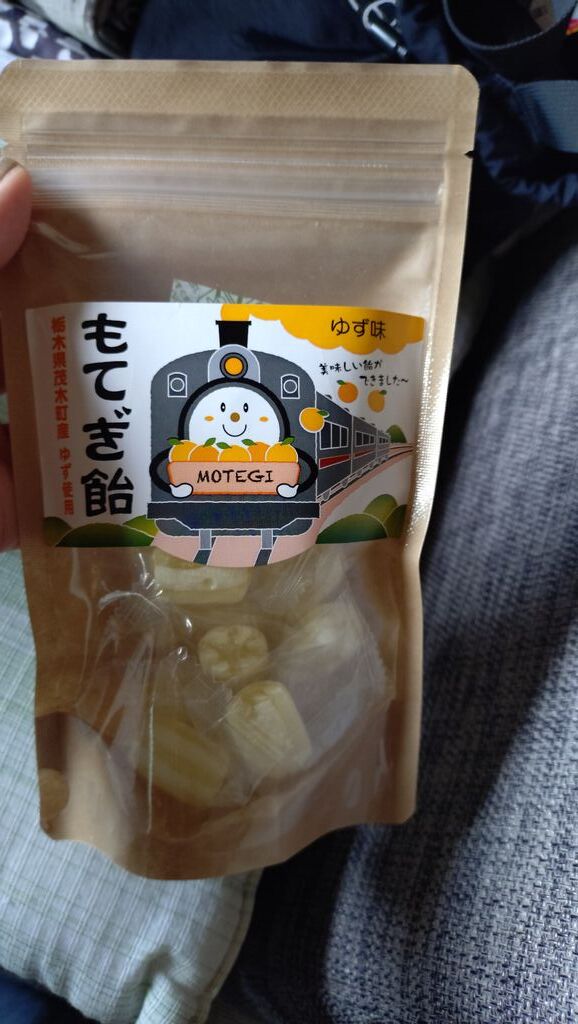 ゆず味
美味しい飴が
できました～
もてぎ飴
栃木県茂木町産 ゆず使用
MOTEGI